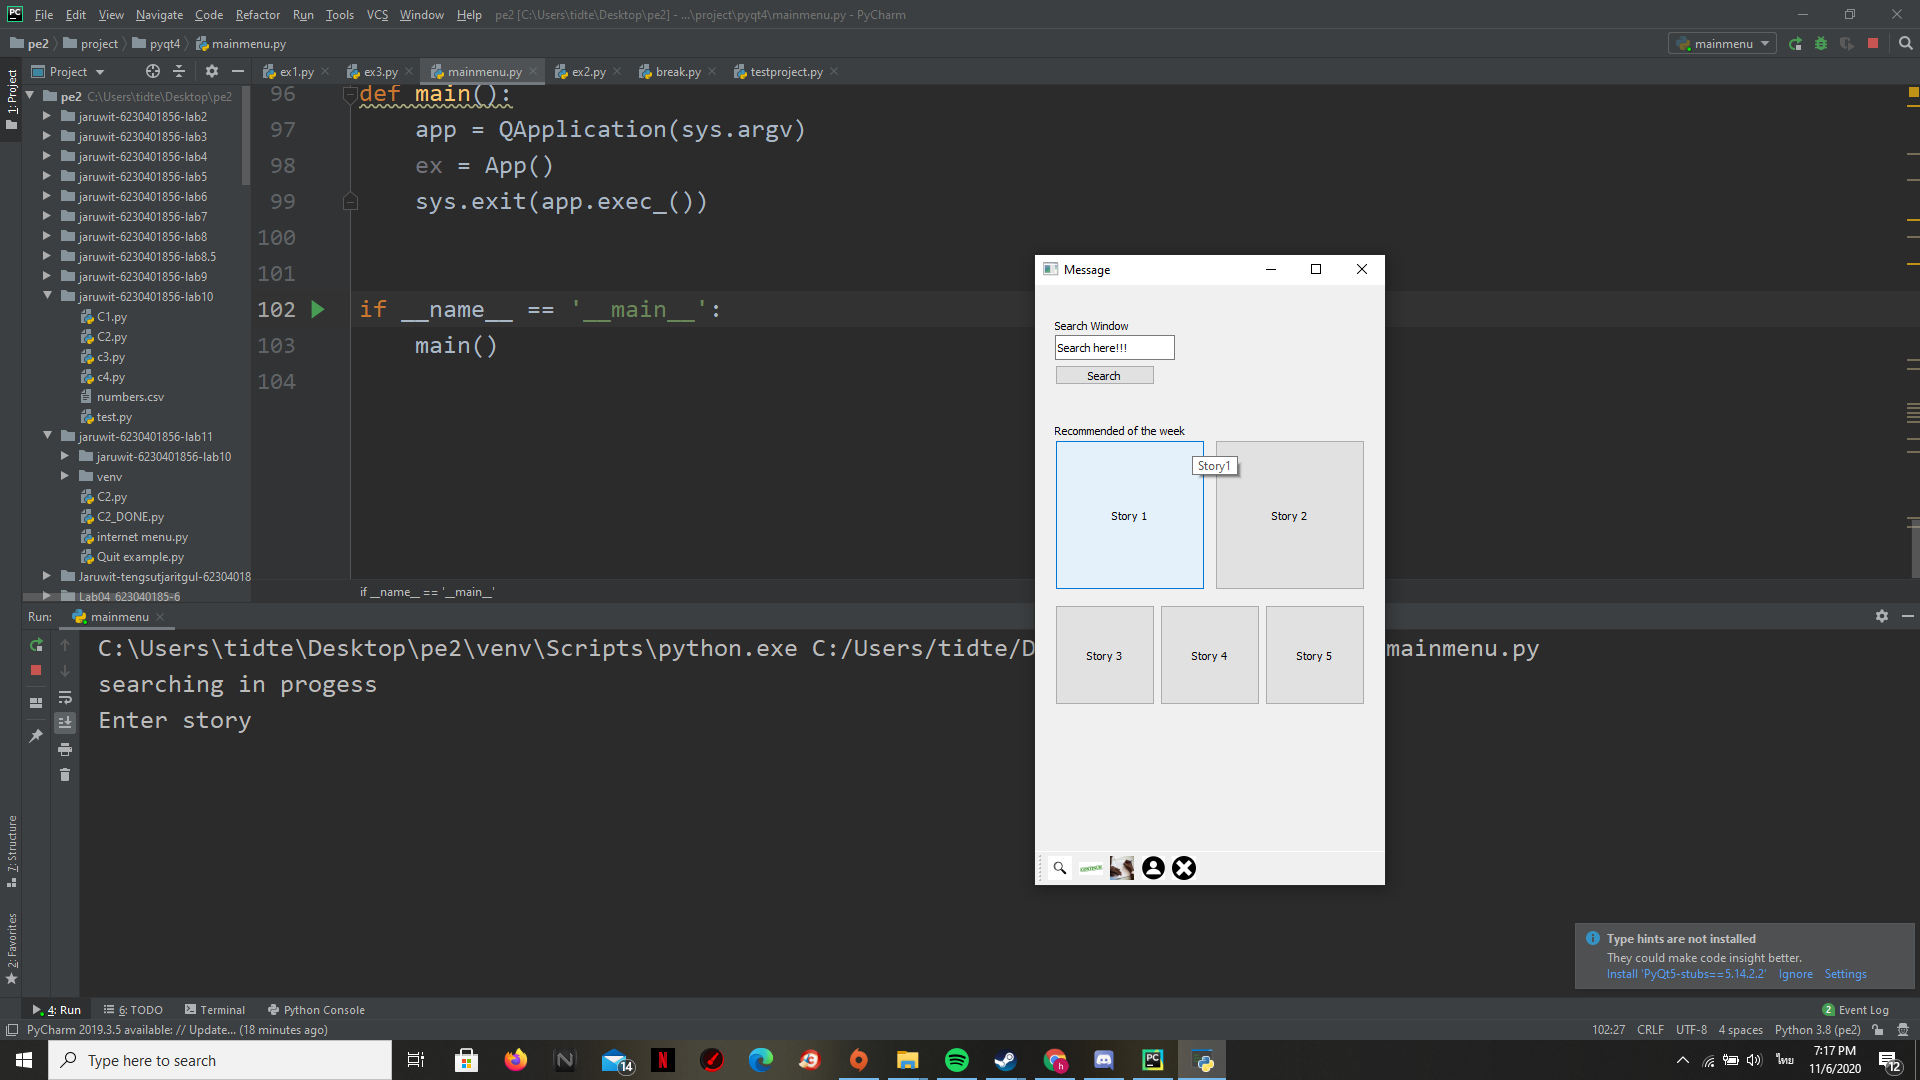 File Edit View Navigate Code Refactor Run Tools VCS Window Help pe2 [C:\Users\tidte\Desktop\pe2] - ...\project\pyqt4\mainmenu.py - PyCharm
pe2 project pyqt4 mainmenu.py
mainmenu
Project
ex1.py ex3.py mainmenu.py ex2.py break.py testproject.py
1: Project
pe2 C:\Users\tidte\Desktop\pe2
jaruwit-6230401856-lab2
jaruwit-6230401856-lab3
jaruwit-6230401856-lab4
jaruwit-6230401856-lab5
jaruwit-6230401856-lab6
jaruwit-6230401856-lab7
jaruwit-6230401856-lab8
jaruwit-6230401856-lab8.5
jaruwit-6230401856-lab9
jaruwit-6230401856-lab10
C1.py
C2.py
c3.py
c4.py
numbers.csv
test.py
jaruwit-6230401856-lab11
jaruwit-6230401856-lab10
venv
C2.py
C2_DONE.py
internet menu.py
Quit example.py
Jaruwit-tengsutjaritgul-62304018
Lab04_623040185-6
96 def main():
97 app = QApplication(sys.argv)
98 ex = App()
99 sys.exit(app.exec_())
100
101
102 if __name__ == '__main__':
103 main()
104
if __name__ == '__main__'
Message
Search Window
Search here!!!
Search
Recommended of the week
Story1
Story 1
Story 2
Story 3
Story 4
Story 5
Run: mainmenu
C:\Users\tidte\Desktop\pe2\venv\Scripts\python.exe C:/Users/tidte/D mainmenu.py
searching in progess
Enter story
7: Structure
2: Favorites
Type hints are not installed
They could make code insight better.
Install 'PyQt5-stubs==5.14.2.2' Ignore Settings
4: Run 6: TODO Terminal Python Console
2 Event Log
PyCharm 2019.3.5 available: // Update... (18 minutes ago)
102:27 CRLF UTF-8 4 spaces Python 3.8 (pe2)
Type here to search
14
ไทย
7:17 PM
11/6/2020
12